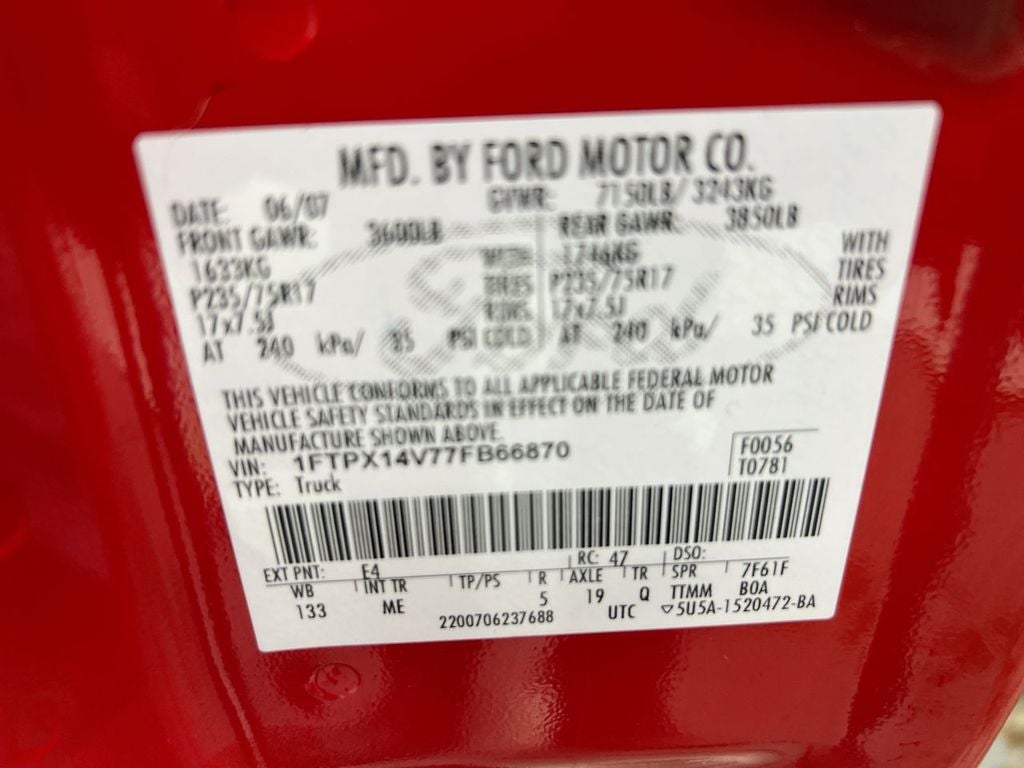 MFD. BY FORD MOTOR CO.
DATE: 06/07 GVWR: 7150LB/ 3243KG
FRONT GAWR: 3600LB REAR GAWR: 3850LB
1633KG WITH 1746KG WITH
P235/75R17 TIRES P235/75R17 TIRES
17x7.5J RIMS 17x7.5J RIMS
AT 240 kPa/ 35 PSI COLD AT 240 kPa/ 35 PSI COLD
THIS VEHICLE CONFORMS TO ALL APPLICABLE FEDERAL MOTOR
VEHICLE SAFETY STANDARDS IN EFFECT ON THE DATE OF
MANUFACTURE SHOWN ABOVE.
VIN: 1FTPX14V77FB66870 F0056
TYPE: Truck T0781
EXT PNT: E4 RC: 47 DSO:
WB INT TR TP/PS R AXLE TR SPR 7F61F
133 ME 5 19 Q TTMM BOA
2200706237688 UTC ▽5U5A-1520472-BA